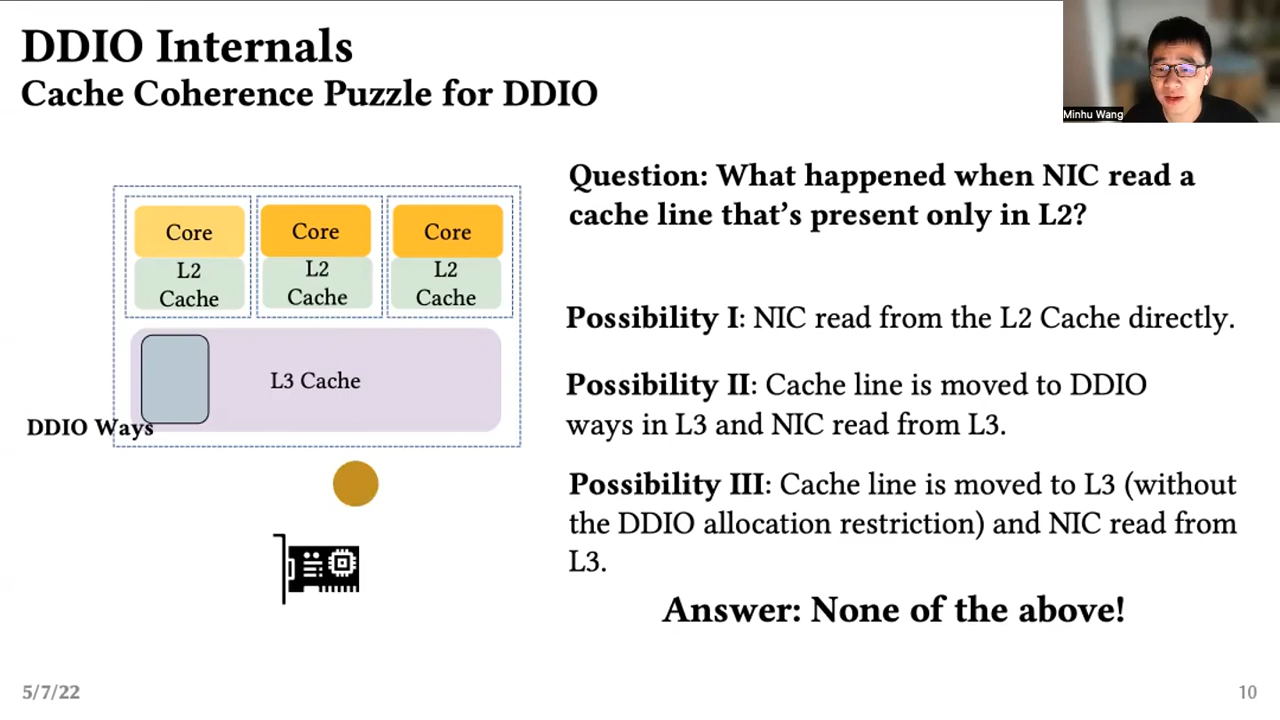 DDIO Internals
Cache Coherence Puzzle for DDIO
Minhu Wang
Core
Core
Core
L2
Cache
L2
Cache
L2
Cache
L3 Cache
DDIO Ways
Question: What happened when NIC read a
cache line that's present only in L2?
Possibility I: NIC read from the L2 Cache directly.
Possibility II: Cache line is moved to DDIO
ways in L3 and NIC read from L3.
Possibility III: Cache line is moved to L3 (without
the DDIO allocation restriction) and NIC read from
L3.
Answer: None of the above!
5/7/22
10